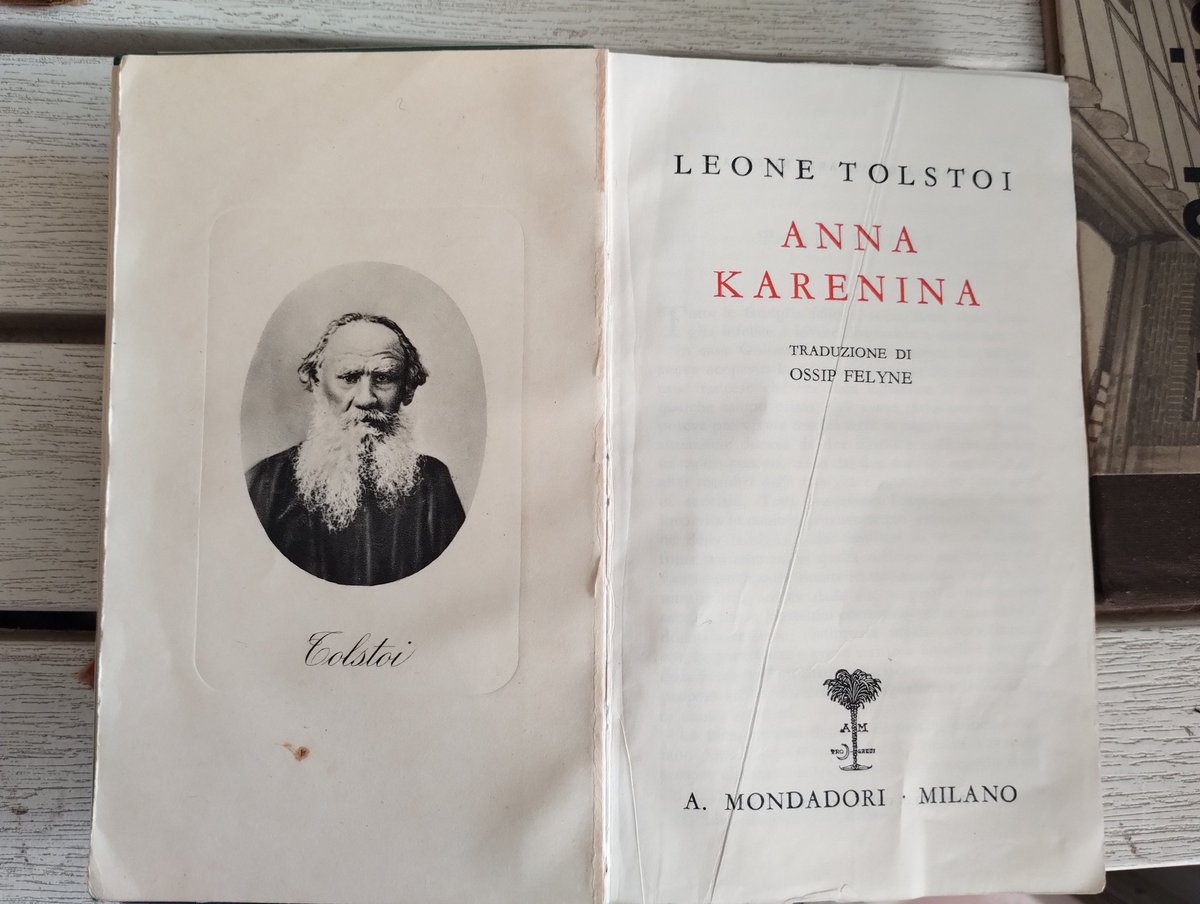 Tolstoi
LEONE TOLSTOI
ANNA
KARENINA
TRADUZIONE DI
OSSIP FELYNE
A M
A. MONDADORI · MILANO